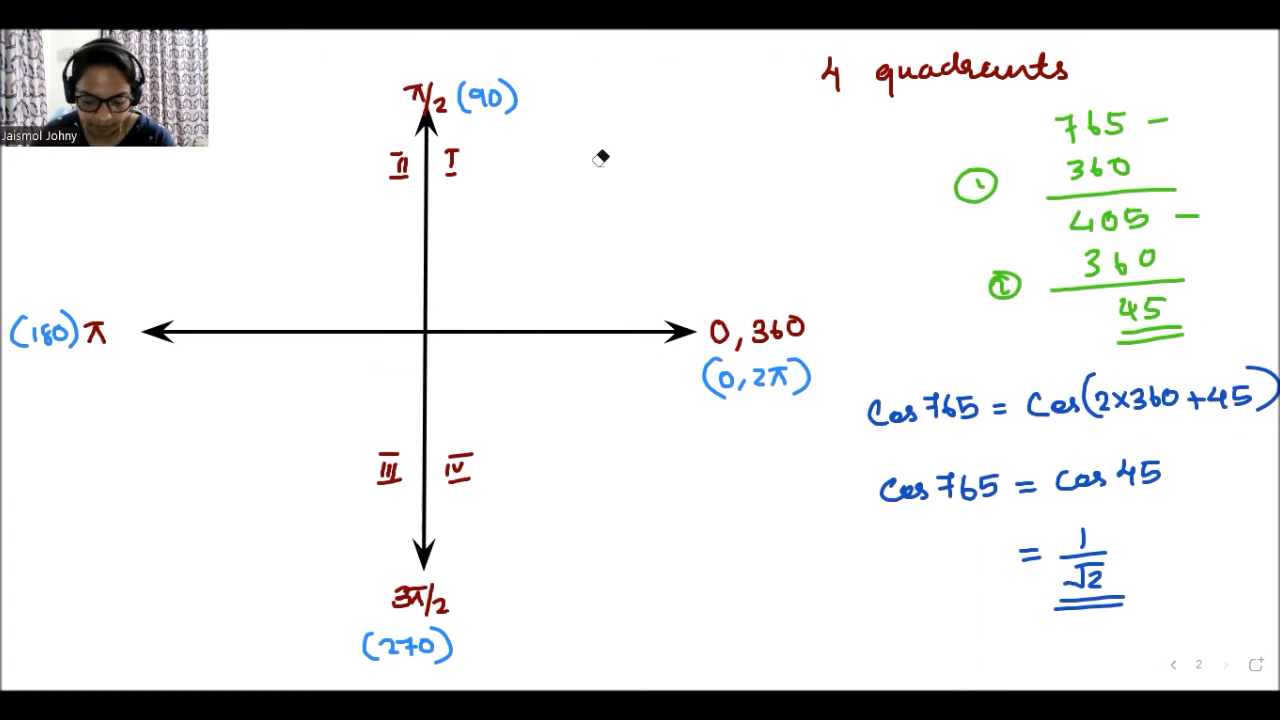 Jaismol Johny
π/2 (90)
II I
(180) π
0, 360
(0, 2π)
III IV
3π/2
(270)
4 quadrants
765 -
① 360
405 -
② 360
45
Cos 765 = Cos(2×360 +45)
Cos 765 = Cos 45
= 1/√2
2